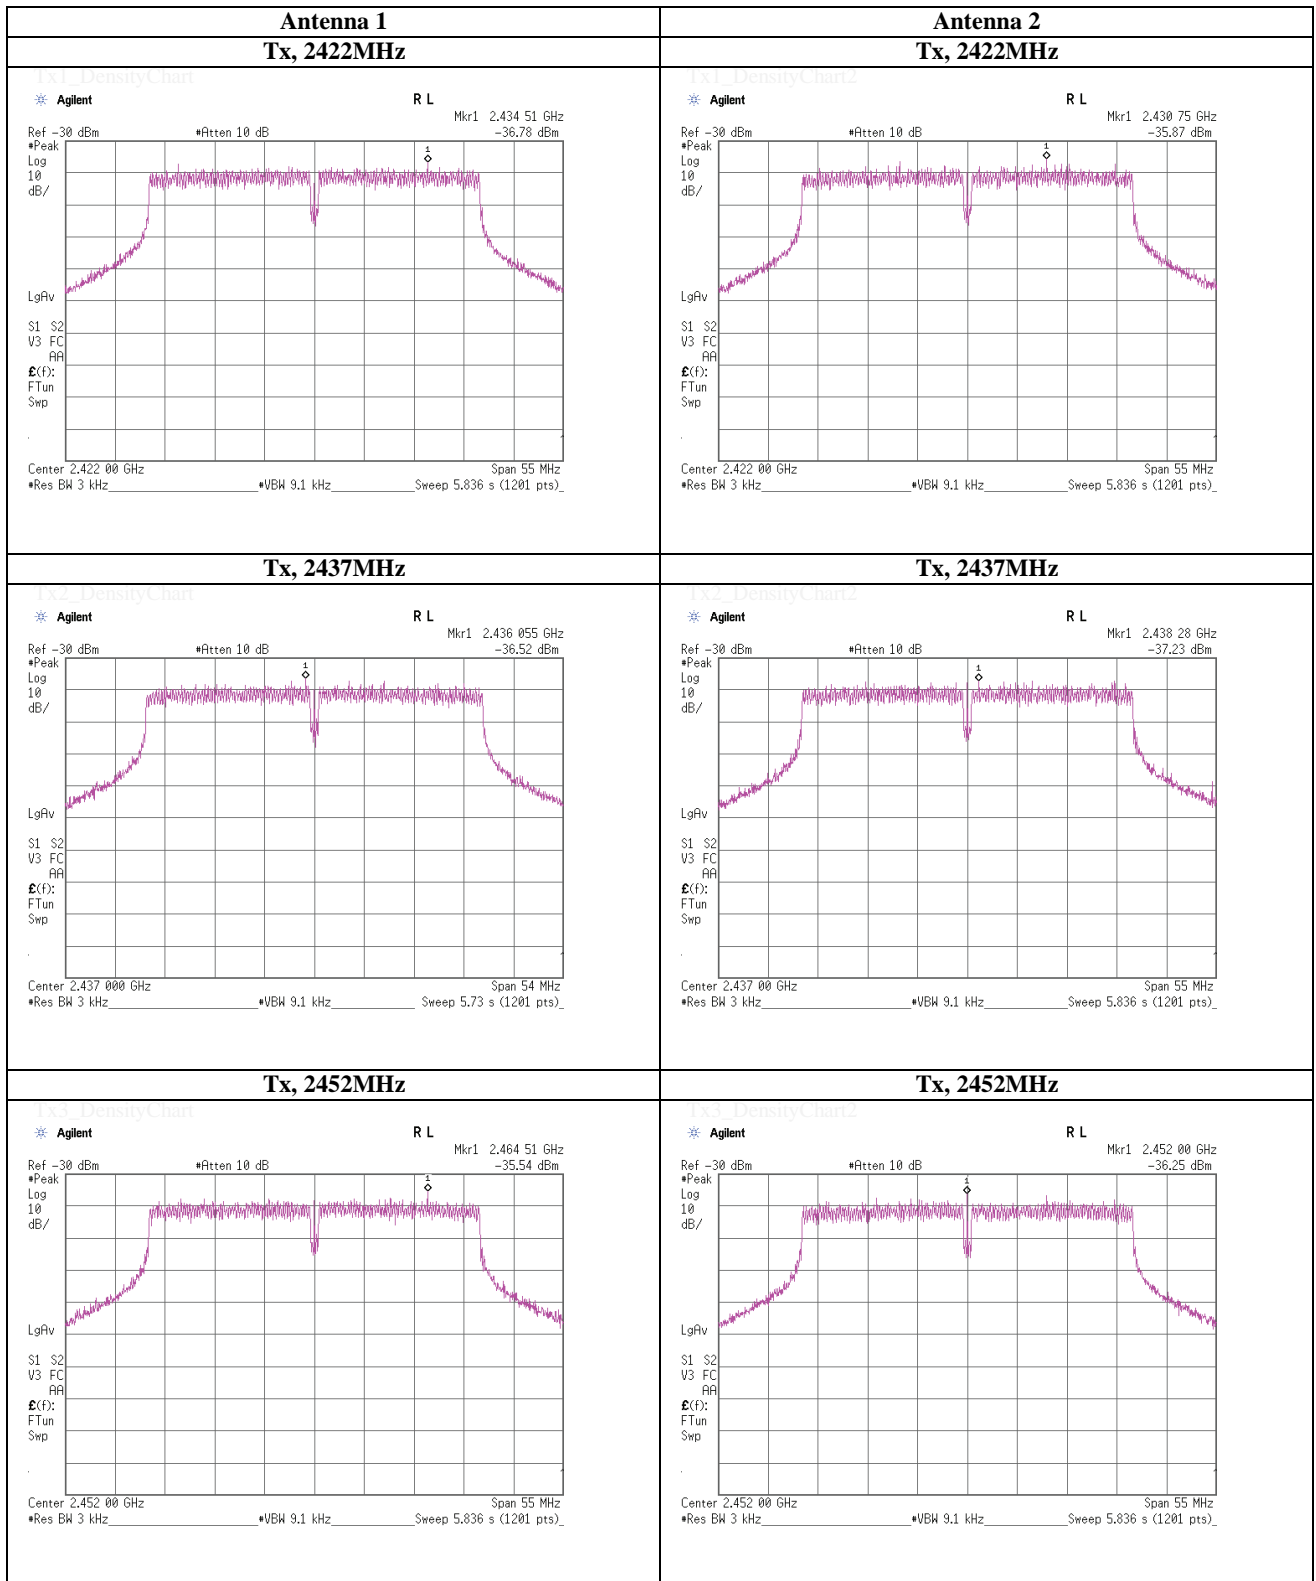 Antenna 1
Antenna 2
Tx, 2422MHz
Tx, 2422MHz
Tx1_DensityChart
Agilent
R L
Mkr1 2.434 51 GHz
Ref -30 dBm #Atten 10 dB -36.78 dBm
#Peak
Log
10
dB/
1
LgAv
S1 S2
V3 FC
AA
£(f):
FTun
Swp
Center 2.422 00 GHz Span 55 MHz
#Res BW 3 kHz #VBW 9.1 kHz Sweep 5.836 s (1201 pts)
Tx1_DensityChart2
Agilent
R L
Mkr1 2.430 75 GHz
Ref -30 dBm #Atten 10 dB -35.87 dBm
#Peak
Log
10
dB/
1
LgAv
S1 S2
V3 FC
AA
£(f):
FTun
Swp
Center 2.422 00 GHz Span 55 MHz
#Res BW 3 kHz #VBW 9.1 kHz Sweep 5.836 s (1201 pts)
Tx, 2437MHz
Tx, 2437MHz
Tx2_DensityChart
Agilent
R L
Mkr1 2.436 055 GHz
Ref -30 dBm #Atten 10 dB -36.52 dBm
#Peak
Log
10
dB/
1
LgAv
S1 S2
V3 FC
AA
£(f):
FTun
Swp
Center 2.437 000 GHz Span 54 MHz
#Res BW 3 kHz #VBW 9.1 kHz Sweep 5.73 s (1201 pts)
Tx2_DensityChart2
Agilent
R L
Mkr1 2.438 28 GHz
Ref -30 dBm #Atten 10 dB -37.23 dBm
#Peak
Log
10
dB/
1
LgAv
S1 S2
V3 FC
AA
£(f):
FTun
Swp
Center 2.437 00 GHz Span 55 MHz
#Res BW 3 kHz #VBW 9.1 kHz Sweep 5.836 s (1201 pts)
Tx, 2452MHz
Tx, 2452MHz
Tx3_DensityChart
Agilent
R L
Mkr1 2.464 51 GHz
Ref -30 dBm #Atten 10 dB -35.54 dBm
#Peak
Log
10
dB/
1
LgAv
S1 S2
V3 FC
AA
£(f):
FTun
Swp
Center 2.452 00 GHz Span 55 MHz
#Res BW 3 kHz #VBW 9.1 kHz Sweep 5.836 s (1201 pts)
Tx3_DensityChart2
Agilent
R L
Mkr1 2.452 00 GHz
Ref -30 dBm #Atten 10 dB -36.25 dBm
#Peak
Log
10
dB/
1
LgAv
S1 S2
V3 FC
AA
£(f):
FTun
Swp
Center 2.452 00 GHz Span 55 MHz
#Res BW 3 kHz #VBW 9.1 kHz Sweep 5.836 s (1201 pts)